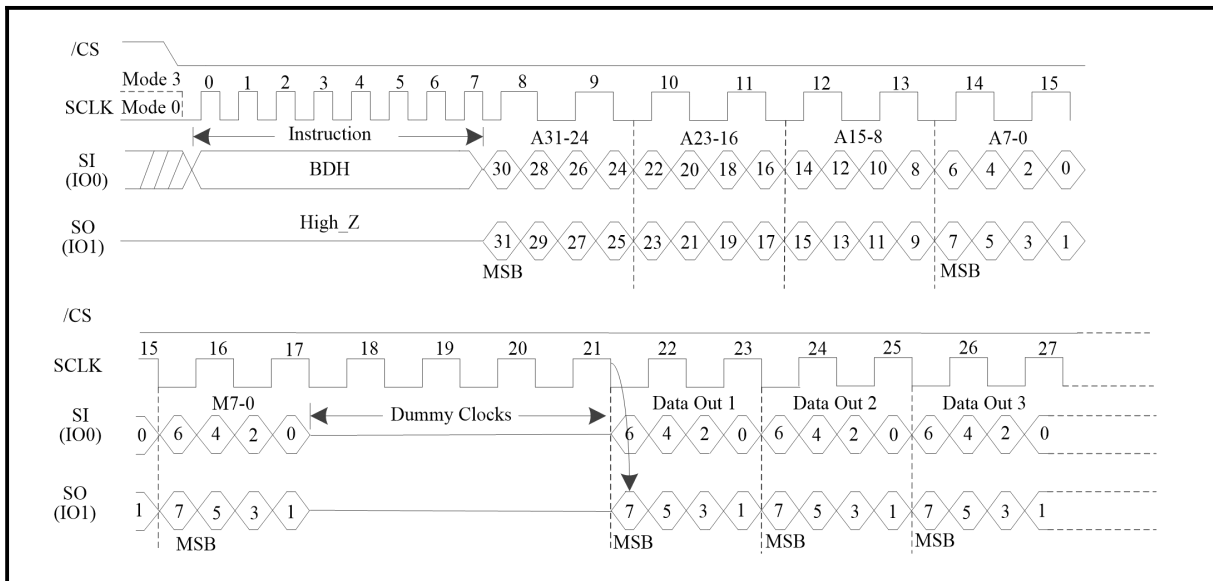 /CS
Mode 3 0 1 2 3 4 5 6 7 8 9 10 11 12 13 14 15
SCLK Mode 0
Instruction A31-24 A23-16 A15-8 A7-0
SI
(IO0) BDH 30 28 26 24 22 20 18 16 14 12 10 8 6 4 2 0
High_Z
SO
(IO1) 31 29 27 25 23 21 19 17 15 13 11 9 7 5 3 1
MSB MSB
/CS
15 16 17 18 19 20 21 22 23 24 25 26 27
SCLK
M7-0 Dummy Clocks Data Out 1 Data Out 2 Data Out 3
SI
(IO0) 0 6 4 2 0 6 4 2 0 6 4 2 0 6 4 2 0
SO
(IO1) 1 7 5 3 1 7 5 3 1 7 5 3 1 7 5 3 1
MSB MSB MSB MSB